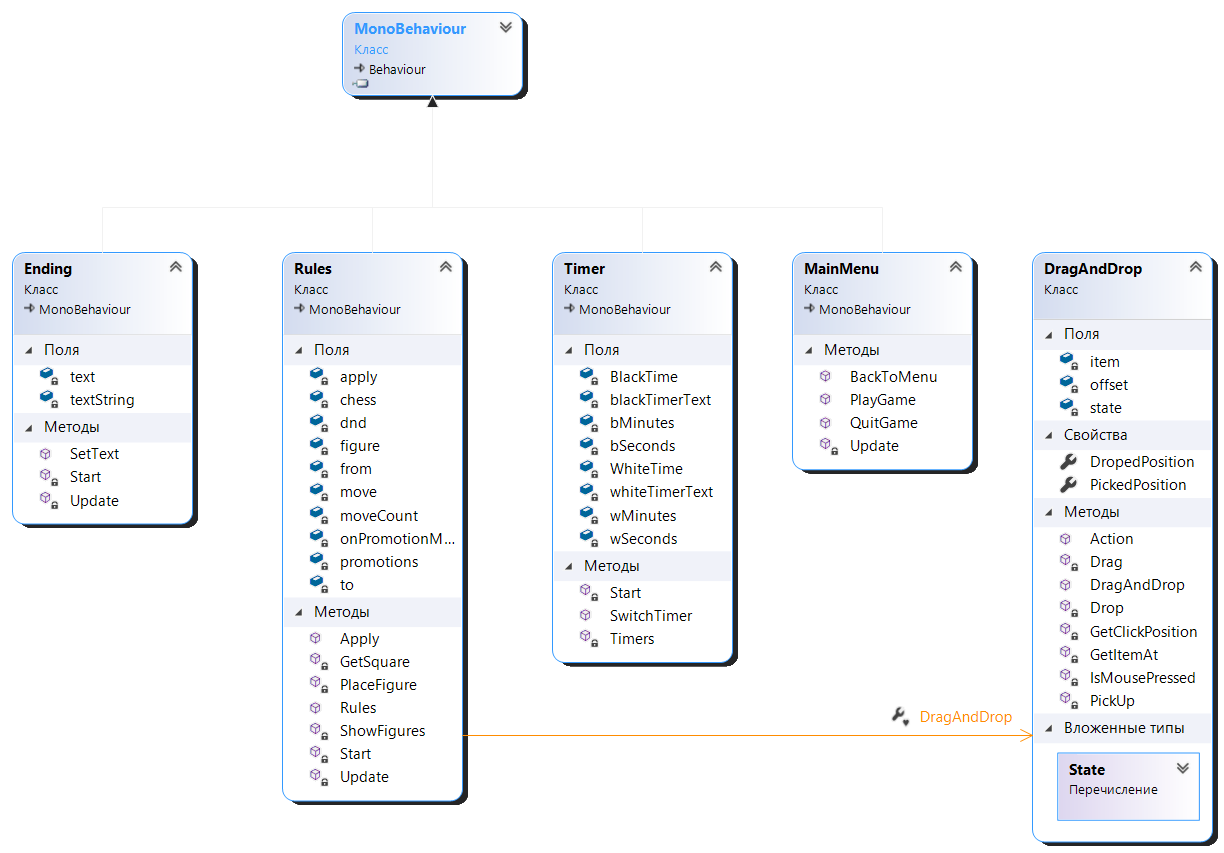 MonoBehaviour
Класс
Behaviour
Ending
Класс
MonoBehaviour
Поля
text
textString
Методы
SetText
Start
Update
Rules
Класс
MonoBehaviour
Поля
apply
chess
dnd
figure
from
move
moveCount
onPromotionM...
promotions
to
Методы
Apply
GetSquare
PlaceFigure
Rules
ShowFigures
Start
Update
Timer
Класс
MonoBehaviour
Поля
BlackTime
blackTimerText
bMinutes
bSeconds
WhiteTime
whiteTimerText
wMinutes
wSeconds
Методы
Start
SwitchTimer
Timers
MainMenu
Класс
MonoBehaviour
Методы
BackToMenu
PlayGame
QuitGame
Update
DragAndDrop
DragAndDrop
Класс
Поля
item
offset
state
Свойства
DropedPosition
PickedPosition
Методы
Action
Drag
DragAndDrop
Drop
GetClickPosition
GetItemAt
IsMousePressed
PickUp
Вложенные типы
State
Перечисление